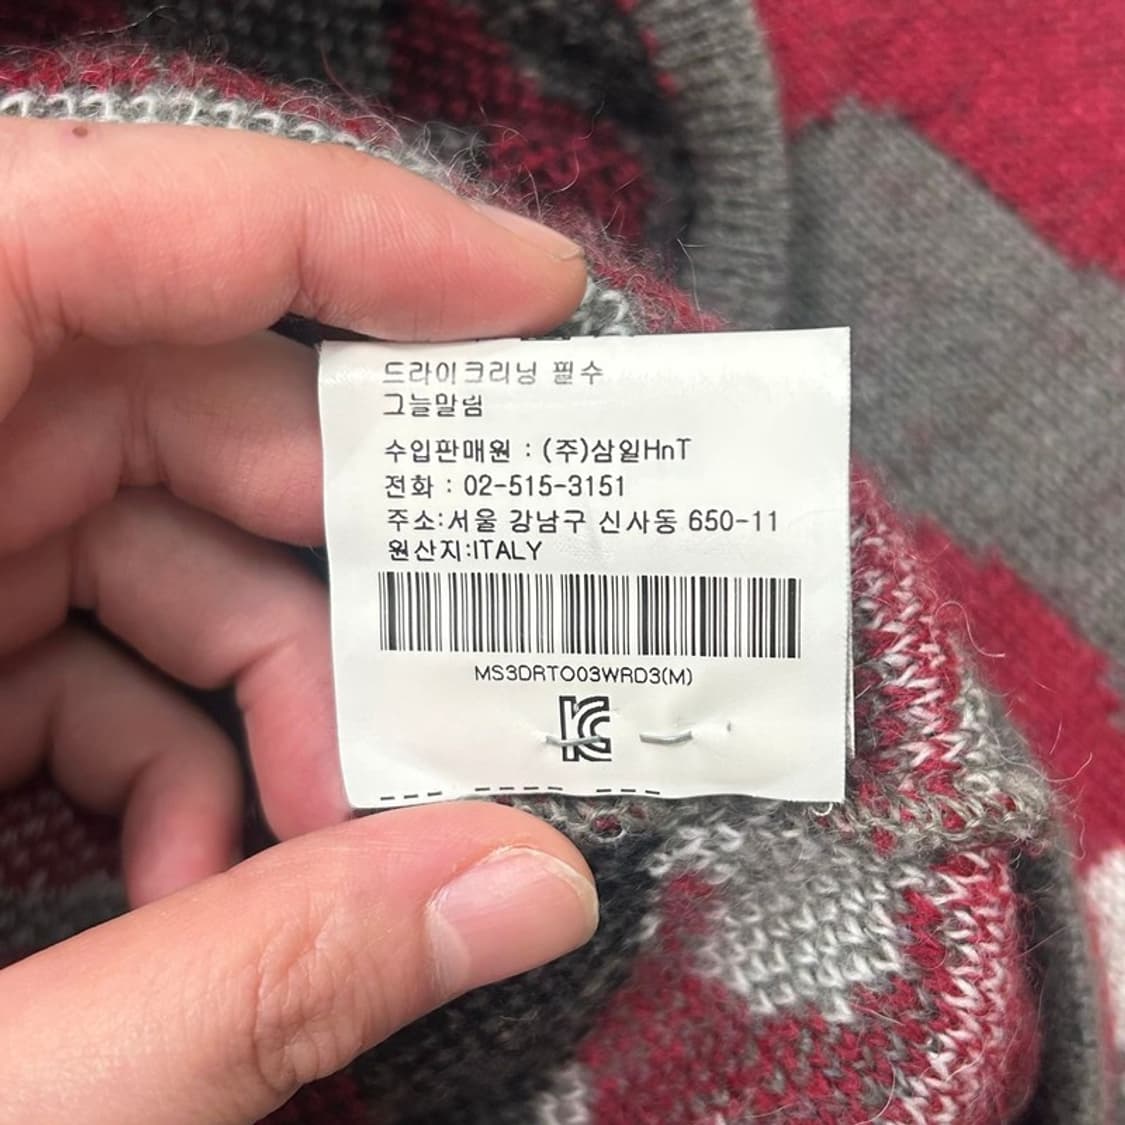 드라이크리닝 필수
그늘말림
수입판매원 : (주)삼일HnT
전화 : 02-515-3151
주소:서울 강남구 신사동 650-11
원산지:ITALY
MS3DRTO03WRD3(M)